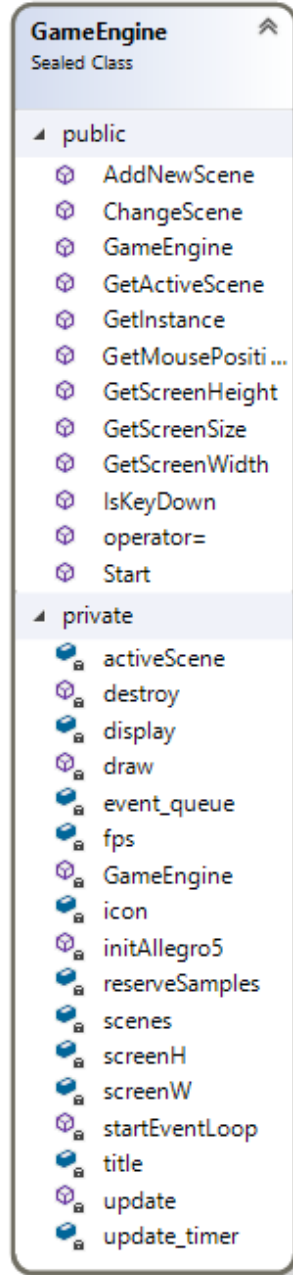 GameEngine
Sealed Class
public
AddNewScene
ChangeScene
GameEngine
GetActiveScene
GetInstance
GetMousePositi ...
GetScreenHeight
GetScreenSize
GetScreenWidth
IsKeyDown
operator=
Start
private
activeScene
destroy
display
draw
event_queue
fps
GameEngine
icon
initAllegro5
reserveSamples
scenes
screenH
screenW
startEventLoop
title
update
update_timer